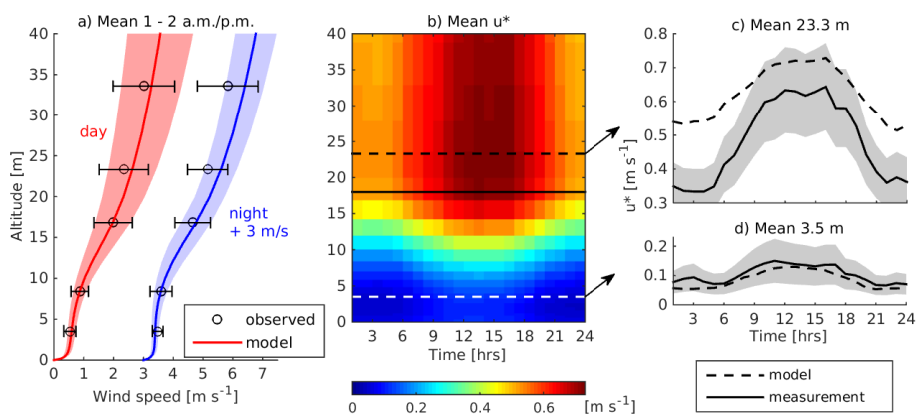 a) Mean 1 - 2 a.m./p.m.
40
35
30
25
20
15
10
5
0
Altitude [m]
0 1 2 3 4 5 6 7
Wind speed [m s-1]
day
night
+ 3 m/s
observed
model
b) Mean u*
40
35
30
25
20
15
10
5
0
3 6 9 12 15 18 21 24
Time [hrs]
0 0.2 0.4 0.6
[m s-1]
c) Mean 23.3 m
0.8
0.7
0.6
0.5
0.4
0.3
u* [m s-1]
d) Mean 3.5 m
0.2
0.1
0
3 6 9 12 15 18 21 24
Time [hrs]
model
measurement